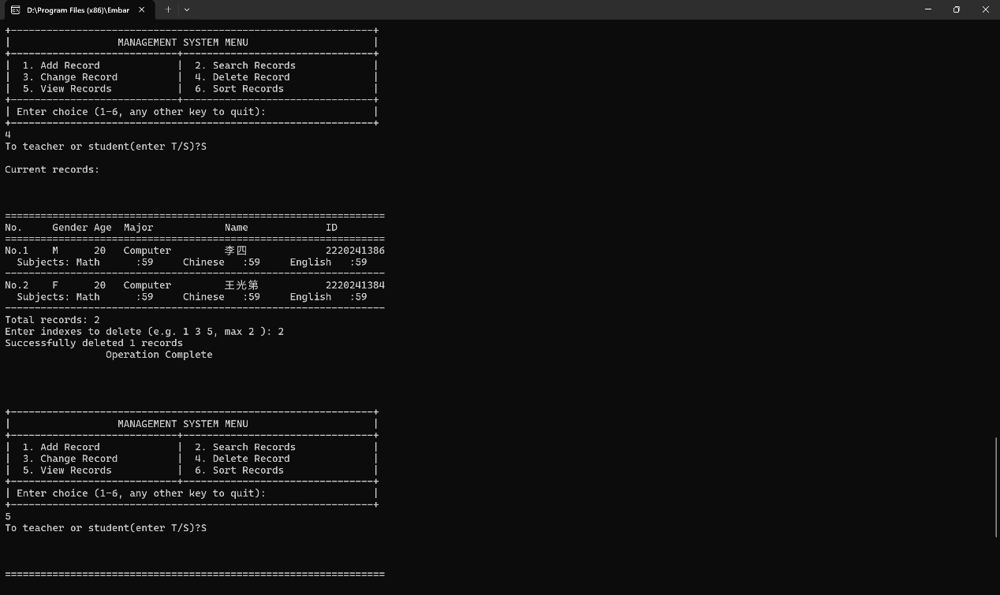 D:\Program Files (x86)\Embar
+-------------------------------------------------------------+
|                  MANAGEMENT SYSTEM MENU                     |
+----------------------------+--------------------------------+
|  1. Add Record             |  2. Search Records             |
|  3. Change Record          |  4. Delete Record              |
|  5. View Records           |  6. Sort Records               |
+----------------------------+--------------------------------+
| Enter choice (1-6, any other key to quit):                  |
+-------------------------------------------------------------+
4
To teacher or student(enter T/S)?S
Current records:
================================================================
No.     Gender Age  Major            Name             ID
================================================================
No.1    M      20   Computer         李四             2220241386
  Subjects: Math      :59     Chinese   :59     English   :59
----------------------------------------------------------------
No.2    F      20   Computer         王光第           2220241384
  Subjects: Math      :59     Chinese   :59     English   :59
----------------------------------------------------------------
Total records: 2
Enter indexes to delete (e.g. 1 3 5, max 2 ): 2
Successfully deleted 1 records
                 Operation Complete
+-------------------------------------------------------------+
|                  MANAGEMENT SYSTEM MENU                     |
+----------------------------+--------------------------------+
|  1. Add Record             |  2. Search Records             |
|  3. Change Record          |  4. Delete Record              |
|  5. View Records           |  6. Sort Records               |
+----------------------------+--------------------------------+
| Enter choice (1-6, any other key to quit):                  |
+-------------------------------------------------------------+
5
To teacher or student(enter T/S)?S
================================================================